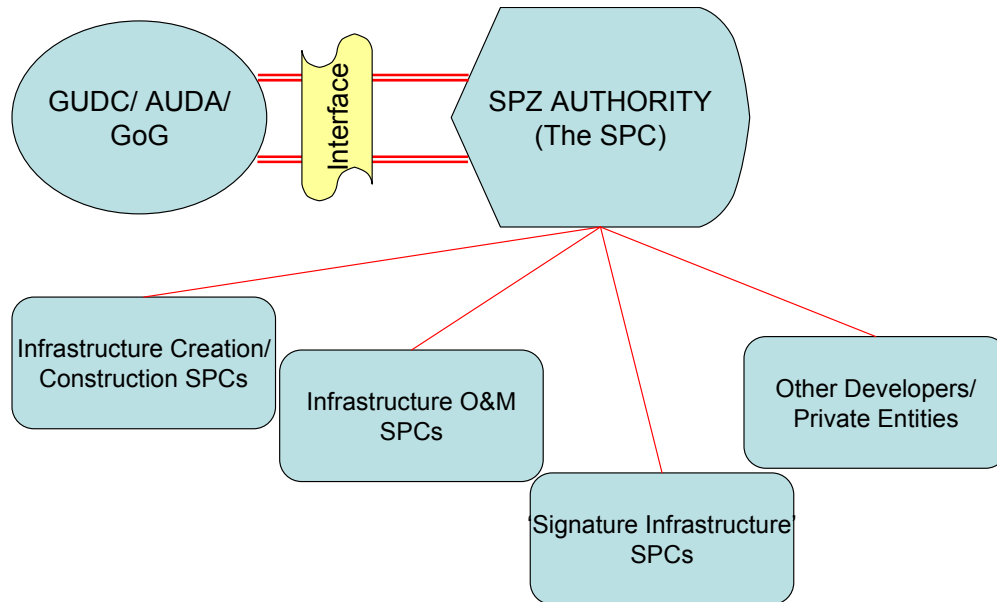 GUDC/ AUDA/
GoG
Interface
SPZ AUTHORITY
(The SPC)
Infrastructure Creation/
Construction SPCs
Infrastructure O&M
SPCs
'Signature Infrastructure'
SPCs
Other Developers/
Private Entities